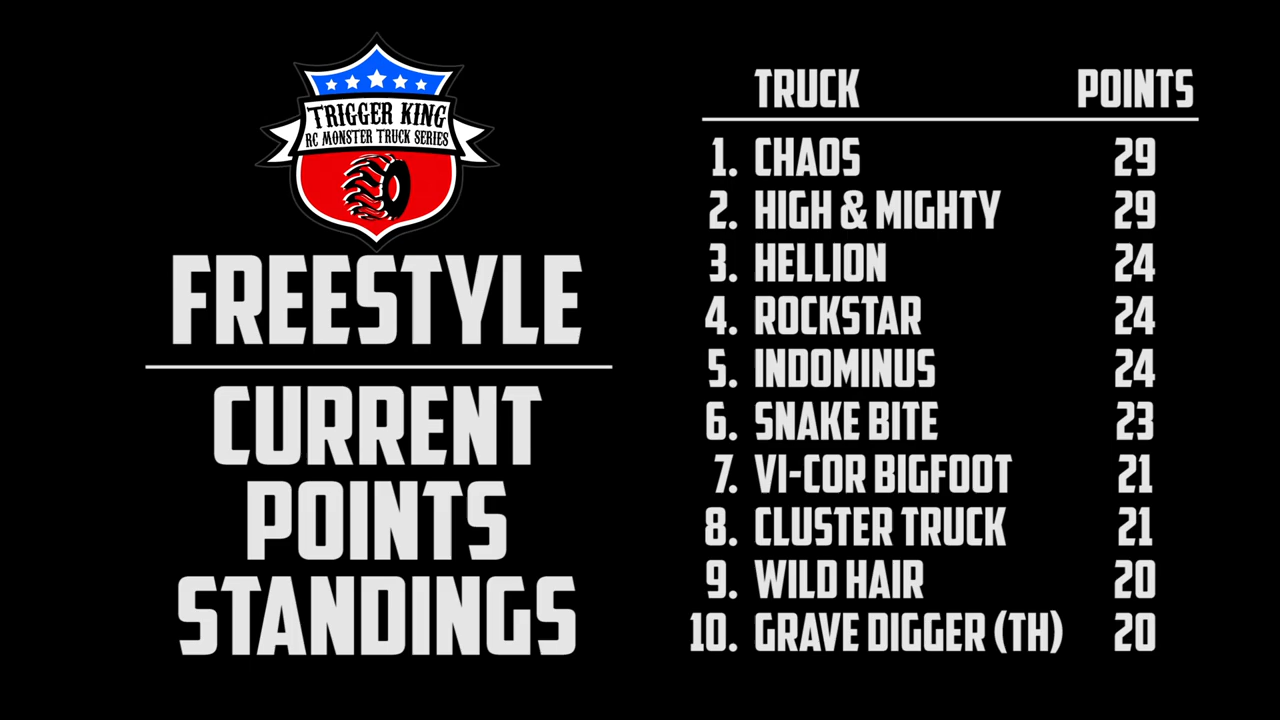 TRIGGER KING
RC MONSTER TRUCK SERIES
FREESTYLE
CURRENT
POINTS
STANDINGS
TRUCK POINTS
1. CHAOS 29
2. HIGH & MIGHTY 29
3. HELLION 24
4. ROCKSTAR 24
5. INDOMINUS 24
6. SNAKE BITE 23
7. VI-COR BIGFOOT 21
8. CLUSTER TRUCK 21
9. WILD HAIR 20
10. GRAVE DIGGER (TH) 20